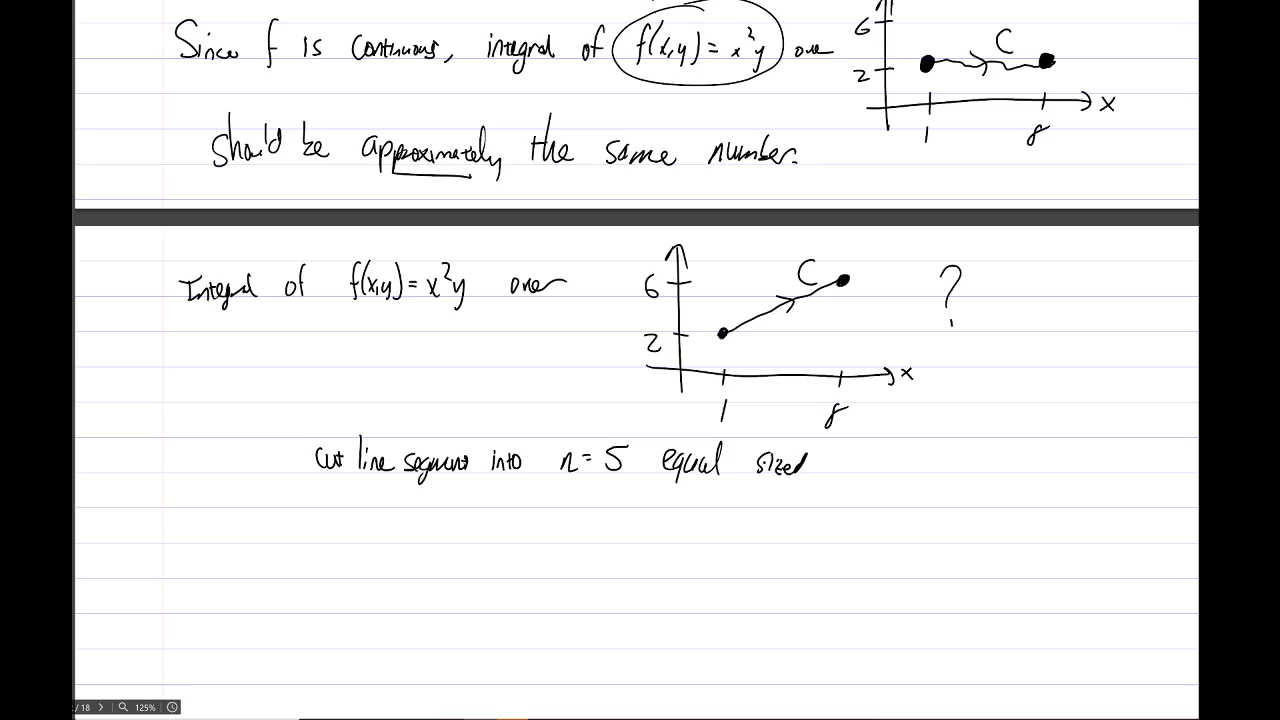 Since f is continuous, integral of f(x,y) = x²y over
6
C
2
x
1
8
should be approximately the same number.
Integral of f(x,y) = x²y over
6
C
?
2
x
1
8
Cut line segment into n = 5 equal sized
/ 18
125%